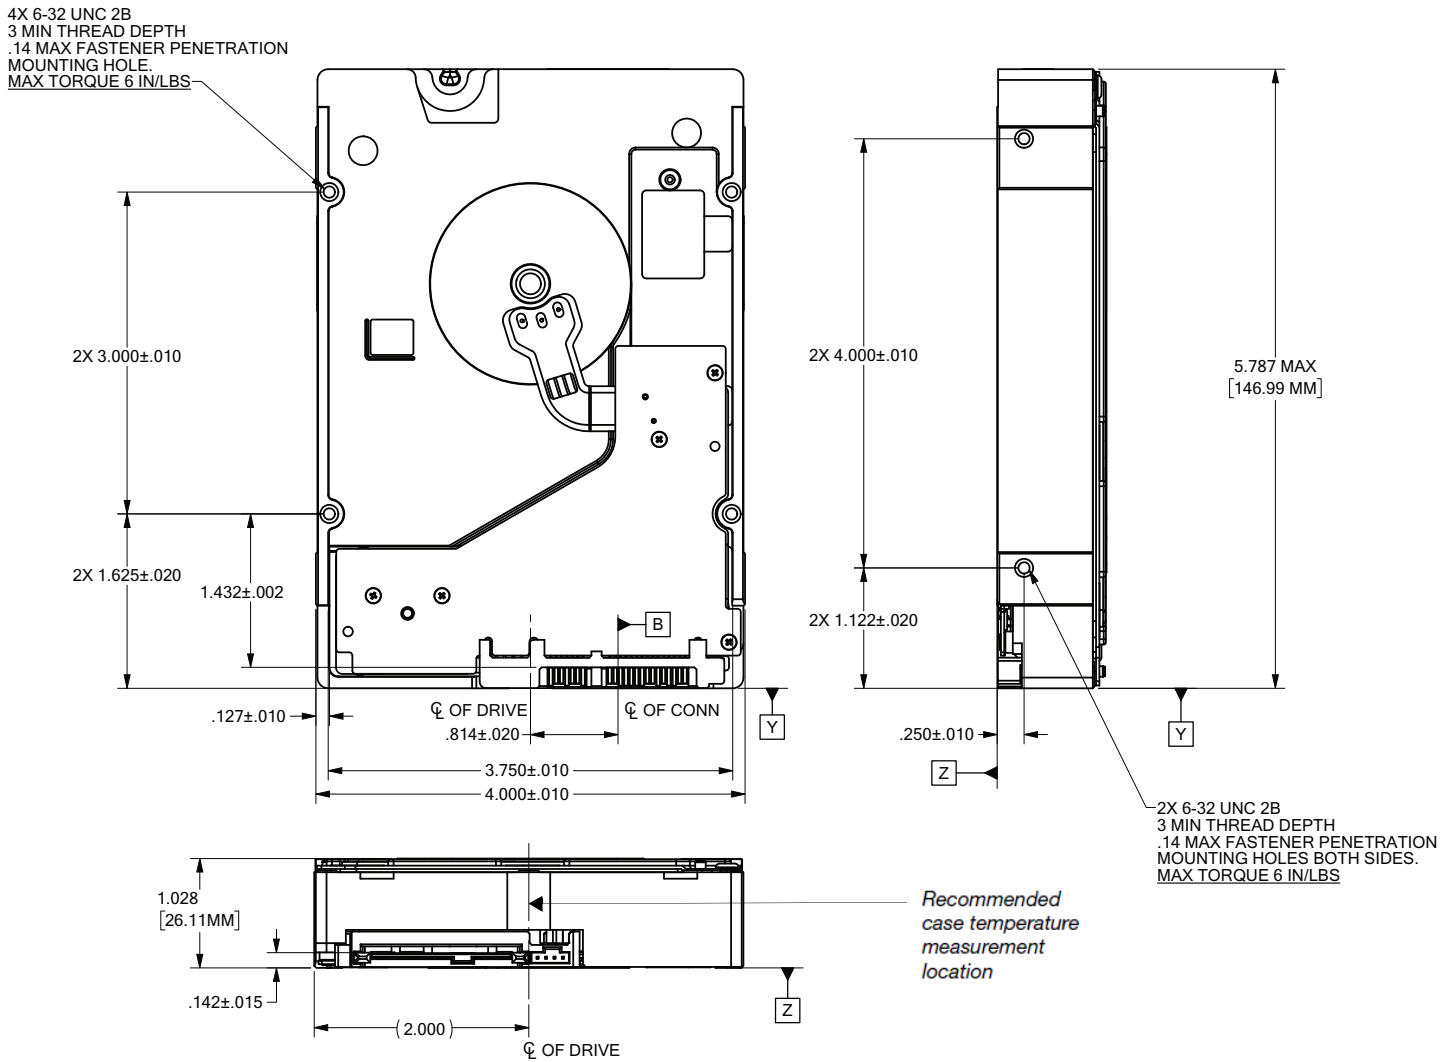 4X 6-32 UNC 2B
3 MIN THREAD DEPTH
.14 MAX FASTENER PENETRATION
MOUNTING HOLE.
MAX TORQUE 6 IN/LBS
2X 3.000±.010
2X 1.625±.020
1.432±.002
B
.127±.010
℄ OF DRIVE
℄ OF CONN
.814±.020
Y
3.750±.010
4.000±.010
2X 4.000±.010
5.787 MAX
[146.99 MM]
2X 1.122±.020
.250±.010
Y
Z
2X 6-32 UNC 2B
3 MIN THREAD DEPTH
.14 MAX FASTENER PENETRATION
MOUNTING HOLES BOTH SIDES.
MAX TORQUE 6 IN/LBS
1.028
[26.11MM]
.142±.015
(2.000)
℄ OF DRIVE
Z
Recommended
case temperature
measurement
location